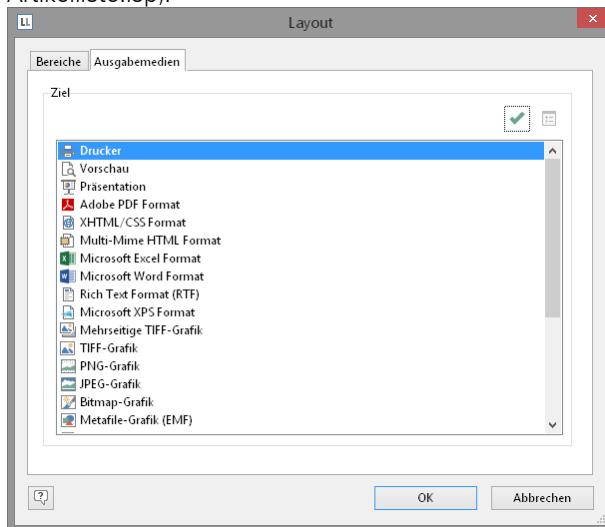 Artikelliste.lsp).
LL Layout
Bereiche Ausgabemedien
Ziel
Drucker
Vorschau
Präsentation
Adobe PDF Format
XHTML/CSS Format
Multi-Mime HTML Format
Microsoft Excel Format
Microsoft Word Format
Rich Text Format (RTF)
Microsoft XPS Format
Mehrseitige TIFF-Grafik
TIFF-Grafik
PNG-Grafik
JPEG-Grafik
Bitmap-Grafik
Metafile-Grafik (EMF)
OK Abbrechen